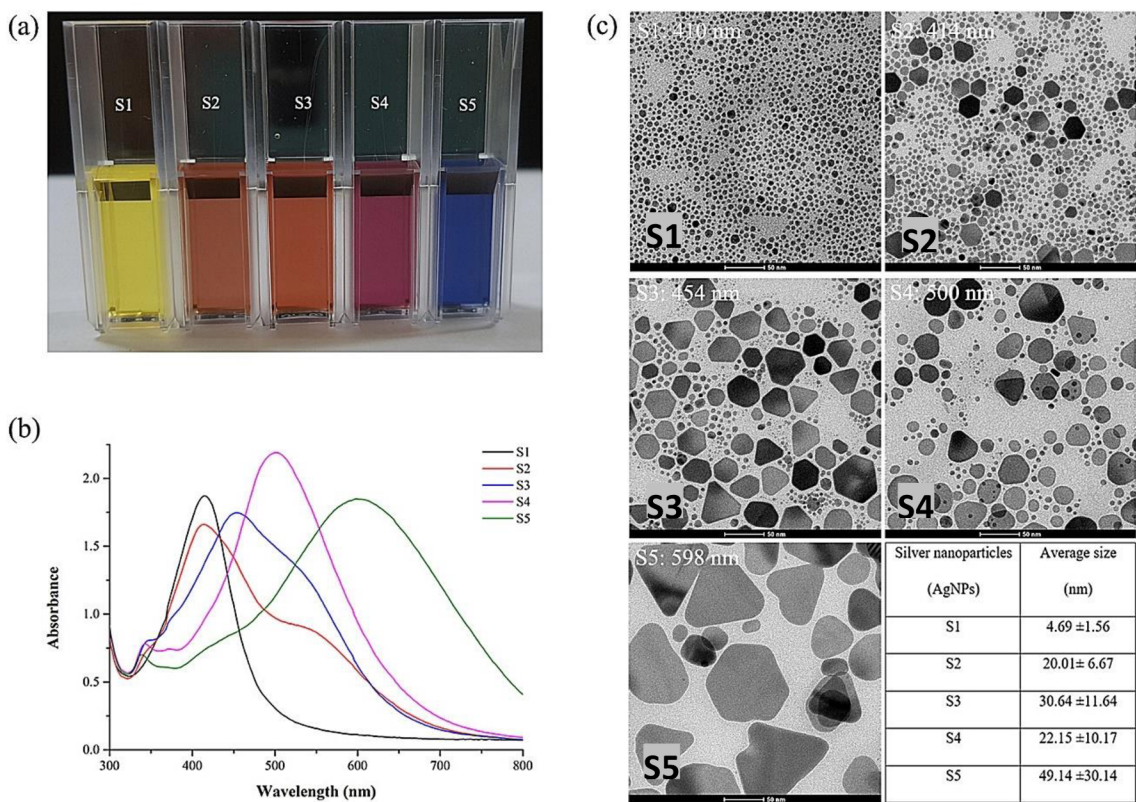 (a)
S1
S2
S3
S4
S5
(b)
S1
S2
S3
S4
S5
2.0
1.5
1.0
0.5
0.0
Absorbance
300 400 500 600 700 800
Wavelength (nm)
(c)
S1: 410 nm
S1
50 nm
S2: 414 nm
S2
50 nm
S3: 454 nm
S3
50 nm
S4: 500 nm
S4
50 nm
S5: 598 nm
S5
50 nm
Silver nanoparticles Average size
(AgNPs) (nm)
S1 4.69 ±1.56
S2 20.01± 6.67
S3 30.64 ±11.64
S4 22.15 ±10.17
S5 49.14 ±30.14